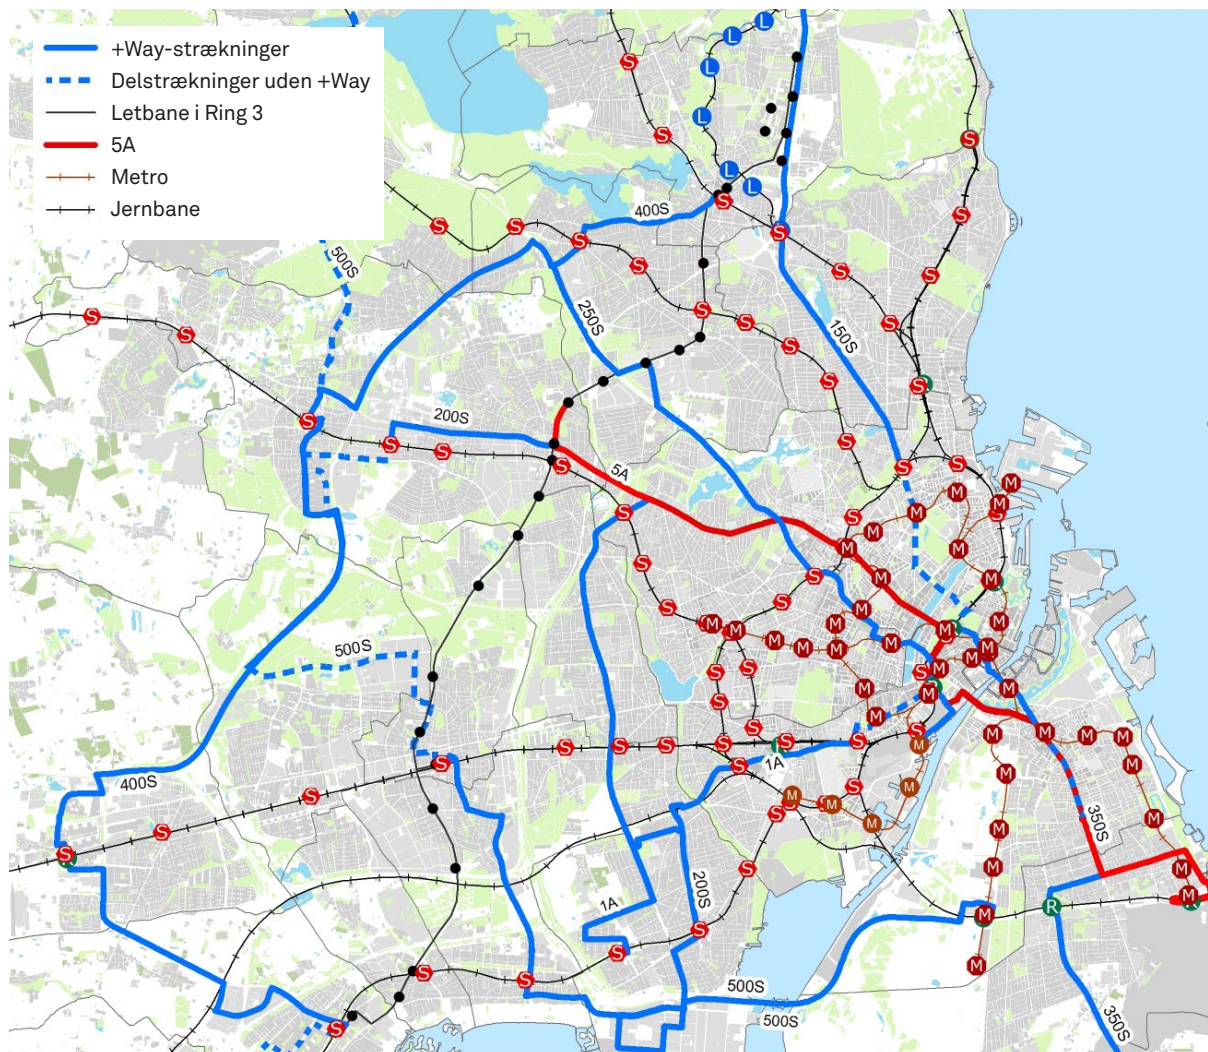 +Way-strækninger
Delstrækninger uden +Way
Letbane i Ring 3
5A
Metro
Jernbane
L
L
L
L
L
S
S
S
400S
500S
250S
150S
200S
5A
500S
400S
1A
350S
200S
1A
R
500S
500S
350S